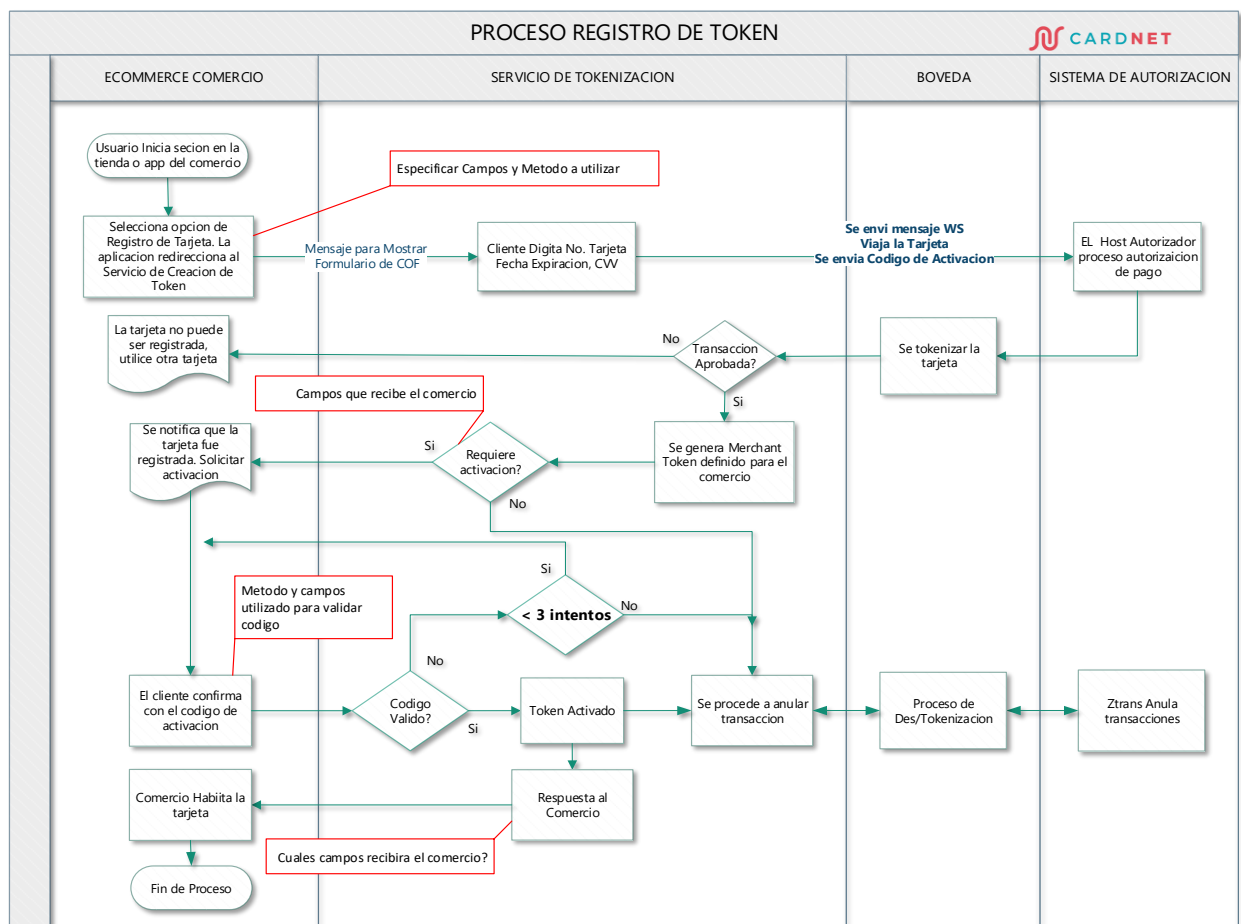 PROCESO REGISTRO DE TOKEN
CARDNET
ECOMMERCE COMERCIO
SERVICIO DE TOKENIZACION
BOVEDA
SISTEMA DE AUTORIZACION
Usuario Inicia secion en la
tienda o app del comercio
Especificar Campos y Metodo a utilizar
Selecciona opcion de
Registro de Tarjeta. La
aplicacion redirecciona al
Servicio de Creacion de
Token
Mensaje para Mostrar
Formulario de COF
Cliente Digita No. Tarjeta
Fecha Expiracion, CVV
Se envi mensaje WS
Viaja la Tarjeta
Se envia Codigo de Activacion
EL Host Autorizador
proceso autorizaicion
de pago
La tarjeta no puede
ser registrada,
utilice otra tarjeta
No
Transaccion
Aprobada?
Se tokenizar la
tarjeta
Si
Campos que recibe el comercio
Se notifica que la
tarjeta fue
registrada. Solicitar
activacion
Si
Requiere
activacion?
Se genera Merchant
Token definido para el
comercio
No
Si
Metodo y campos
utilizado para validar
codigo
< 3 intentos
No
No
El cliente confirma
con el codigo de
activacion
Codigo
Valido?
Si
Token Activado
Se procede a anular
transaccion
Proceso de
Des/Tokenizacion
Ztrans Anula
transacciones
Comercio Habiita la
tarjeta
Respuesta al
Comercio
Cuales campos recibira el comercio?
Fin de Proceso